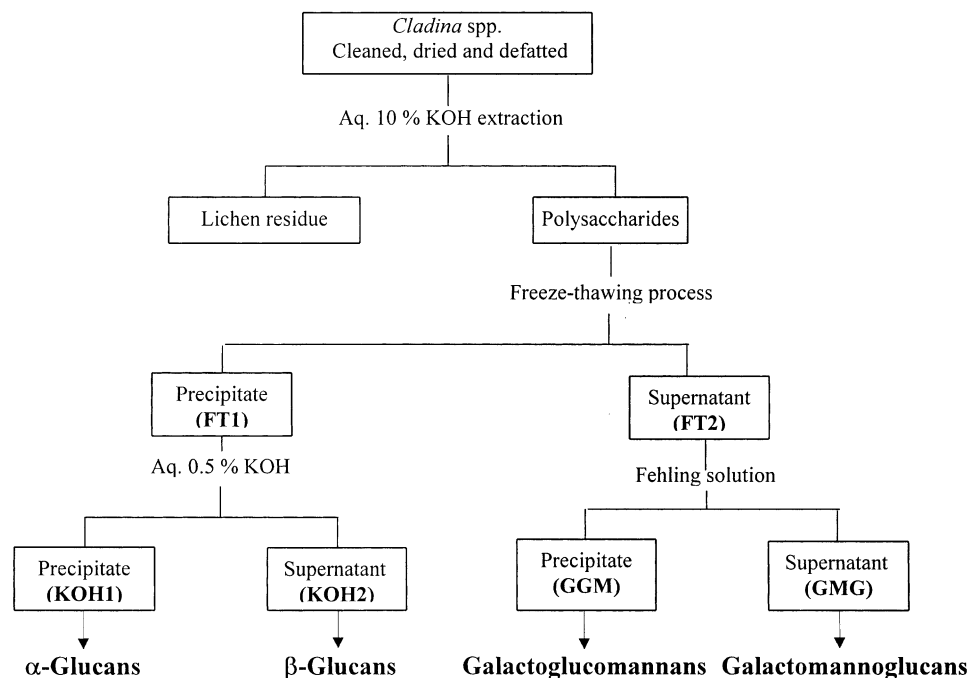 Cladina spp.
Cleaned, dried and defatted
Aq. 10 % KOH extraction
Lichen residue
Polysaccharides
Freeze-thawing process
Precipitate
(FT1)
Supernatant
(FT2)
Aq. 0.5 % KOH
Fehling solution
Precipitate
(KOH1)
Supernatant
(KOH2)
Precipitate
(GGM)
Supernatant
(GMG)
α-Glucans
β-Glucans
Galactoglucomannans
Galactomannoglucans